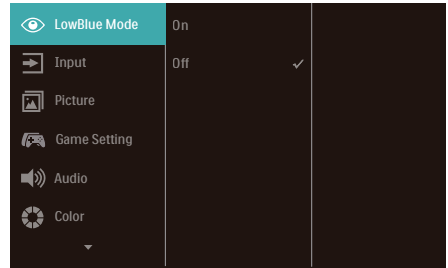 LowBlue Mode
On
Input
Off
Picture
Game Setting
Audio
Color